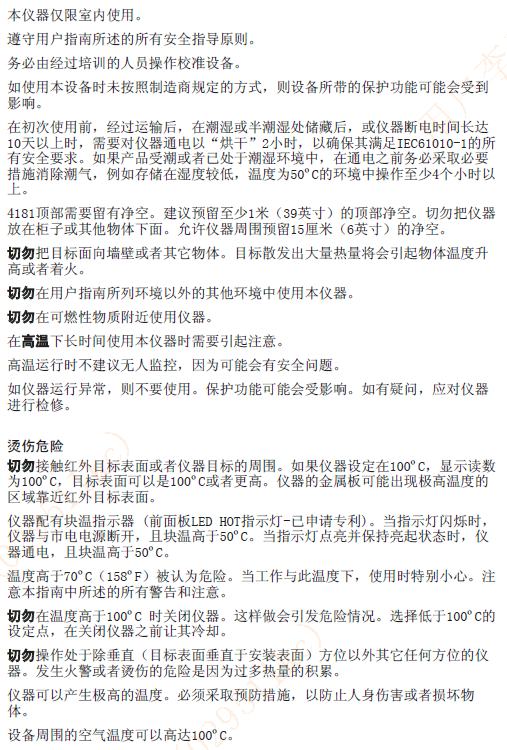 本仪器仅限室内使用。
遵守用户指南所述的所有安全指导原则。
务必由经过培训的人员操作校准设备。
如使用本设备时未按照制造商规定的方式，则设备所带的保护功能可能会受到
影响。
在初次使用前，经过运输后，在潮湿或半潮湿处储藏后，或仪器断电时间长达
10天以上时，需要对仪器通电以“烘干”2小时，以确保其满足IEC61010-1的所
有安全要求。如果产品受潮或者已处于潮湿环境中，在通电之前务必采取必要
措施消除潮气，例如存储在湿度较低，温度为50°C的环境中操作至少4个小时以
上。
4181顶部需要留有净空。建议预留至少1米（39英寸）的顶部净空。切勿把仪器
放在柜子或其他物体下面。允许仪器周围预留15厘米（6英寸）的净空。
切勿把目标面向墙壁或者其它物体。目标散发出大量热量将会引起物体温度升
高或者着火。
切勿在用户指南所列环境以外的其他环境中使用本仪器。
切勿在可燃性物质附近使用仪器。
在高温下长时间使用本仪器时需要引起注意。
高温运行时不建议无人监控，因为可能会有安全问题。
如仪器运行异常，则不要使用。保护功能可能会受影响。如有疑问，应对仪器
进行检修。
烫伤危险
切勿接触红外目标表面或者仪器目标的周围。如果仪器设定在100°C，显示读数
为100°C，目标表面可以是100°C或者更高。仪器的金属板可能出现极高温度的
区域靠近红外目标表面。
仪器配有块温指示器（前面板LED HOT指示灯-已申请专利）。当指示灯闪烁时，
仪器与市电电源断开，且块温高于50°C。当指示灯点亮并保持亮起状态时，仪
器通电，且块温高于50°C。
温度高于70°C（158°F）被认为危险。当工作与此温度下，使用时特别小心。注
意本指南中所述的所有警告和注意。
切勿在温度高于100°C 时关闭仪器。这样做会引发危险情况。选择低于100°C的
设定点，在关闭仪器之前让其冷却。
切勿操作处于除垂直（目标表面垂直于安装表面）方位以外其它任何方位的仪
器。发生火警或者烫伤的危险是因为过多热量的积累。
仪器可以产生极高的温度。必须采取预防措施，以防止人身伤害或者损坏物
体。
设备周围的空气温度可以高达100°C。